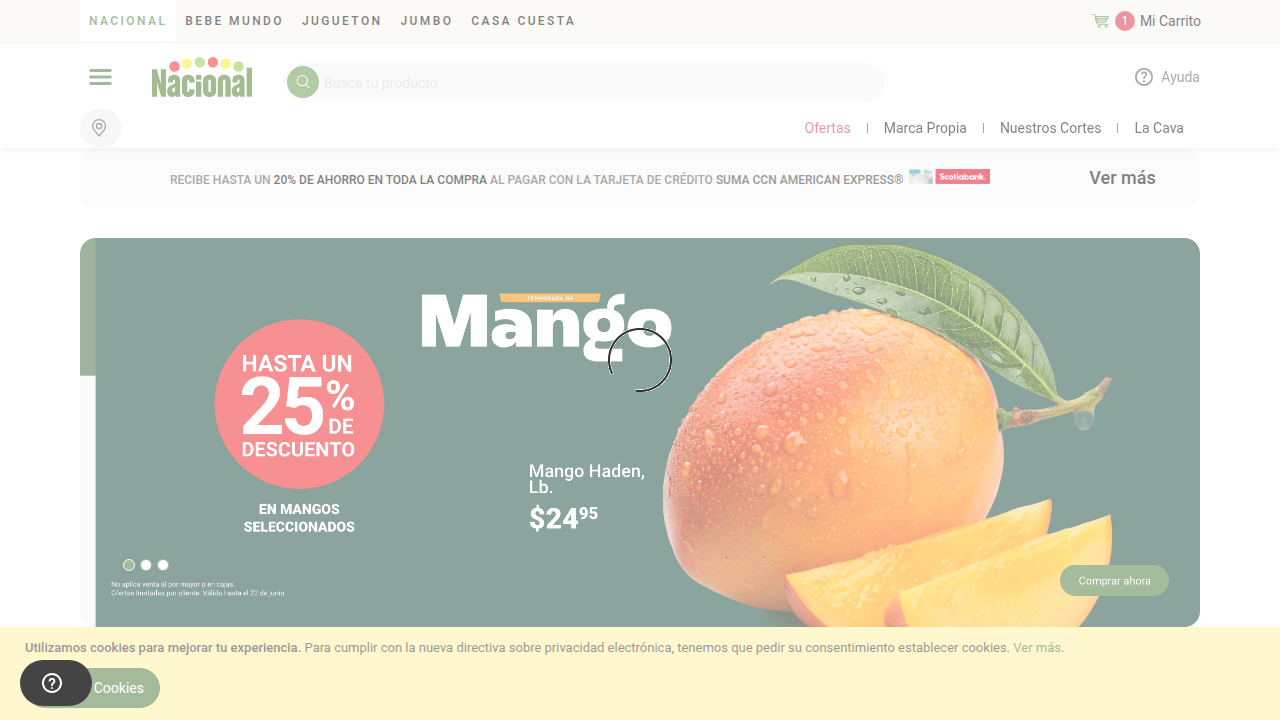 NACIONAL BEBE MUNDO JUGUETON JUMBO CASA CUESTA
1 Mi Carrito
Nacional
Busca tu producto
Ayuda
Ofertas Marca Propia Nuestros Cortes La Cava
RECIBE HASTA UN 20% DE AHORRO EN TODA LA COMPRA AL PAGAR CON LA TARJETA DE CRÉDITO SUMA CCN AMERICAN EXPRESS® Scotiabank.
Ver más
TEMPORADA DE
Mango
HASTA UN
25%
DE
DESCUENTO
EN MANGOS
SELECCIONADOS
Mango Haden,
Lb.
$2495
No aplica venta al por mayor o en cajas.
Ofertas limitadas por cliente. Válido hasta el 22 de junio
Comprar ahora
Utilizamos cookies para mejorar tu experiencia. Para cumplir con la nueva directiva sobre privacidad electrónica, tenemos que pedir su consentimiento establecer cookies. Ver más.
Cookies